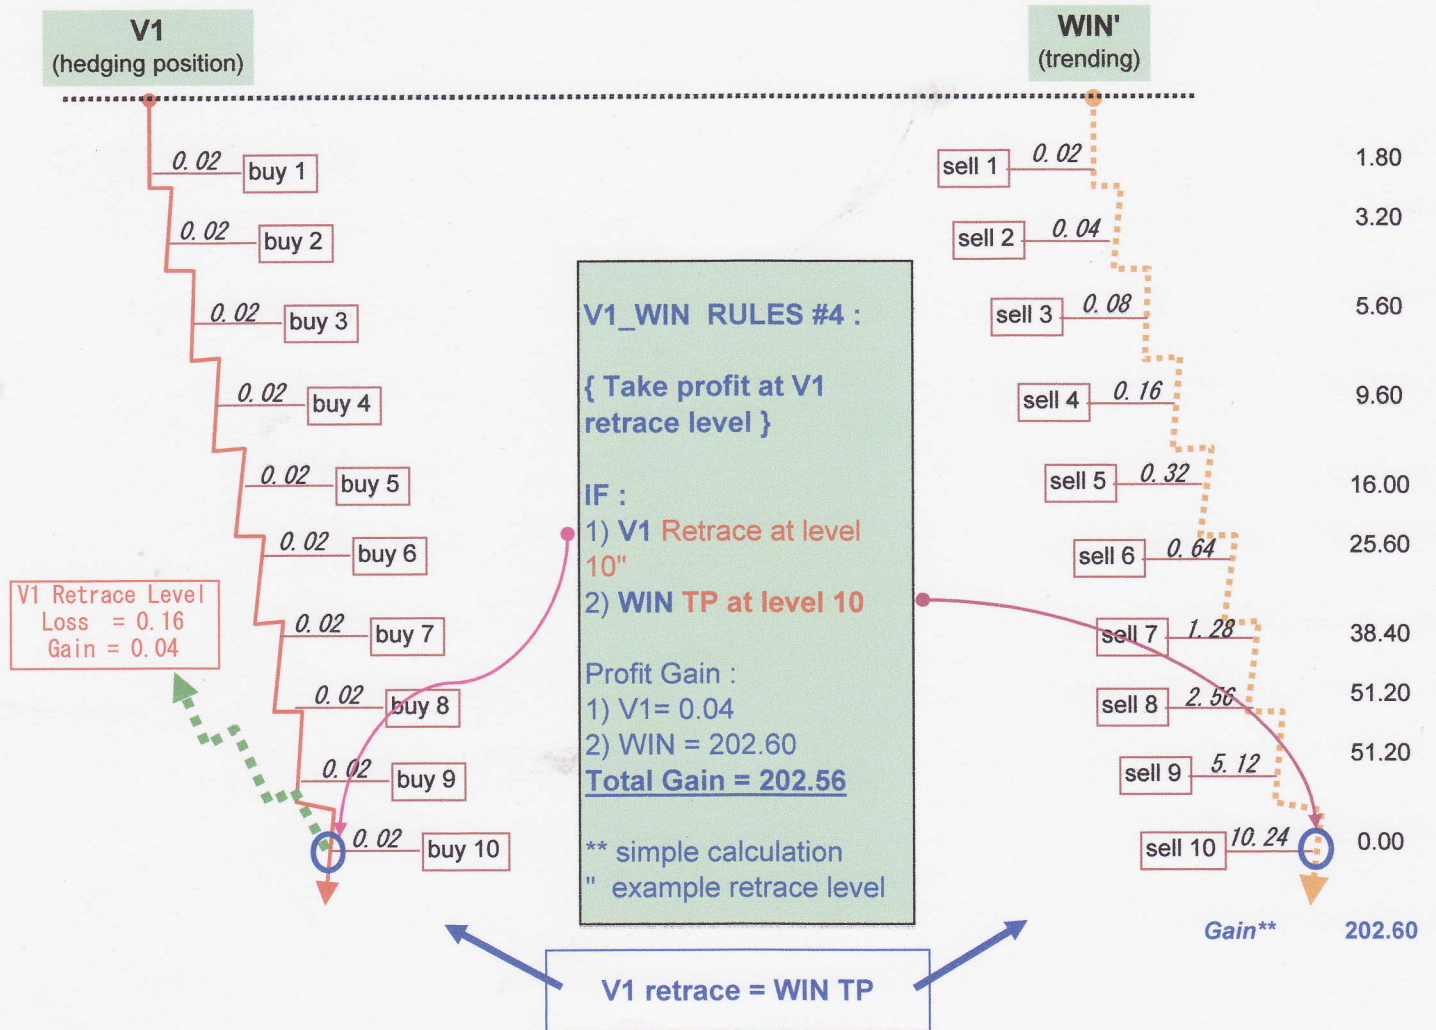 V1
(hedging position)
WIN'
(trending)
0.02 buy 1
0.02 buy 2
0.02 buy 3
0.02 buy 4
0.02 buy 5
0.02 buy 6
0.02 buy 7
0.02 buy 8
0.02 buy 9
0.02 buy 10
V1 Retrace Level
Loss = 0.16
Gain = 0.04
V1_WIN RULES #4 :
{ Take profit at V1
retrace level }
IF :
1) V1 Retrace at level
10"
2) WIN TP at level 10
Profit Gain :
1) V1= 0.04
2) WIN = 202.60
Total Gain = 202.56
** simple calculation
" example retrace level
V1 retrace = WIN TP
sell 1 0.02 1.80
sell 2 0.04 3.20
sell 3 0.08 5.60
sell 4 0.16 9.60
sell 5 0.32 16.00
sell 6 0.64 25.60
sell 7 1.28 38.40
sell 8 2.56 51.20
sell 9 5.12 51.20
sell 10 10.24 0.00
Gain** 202.60